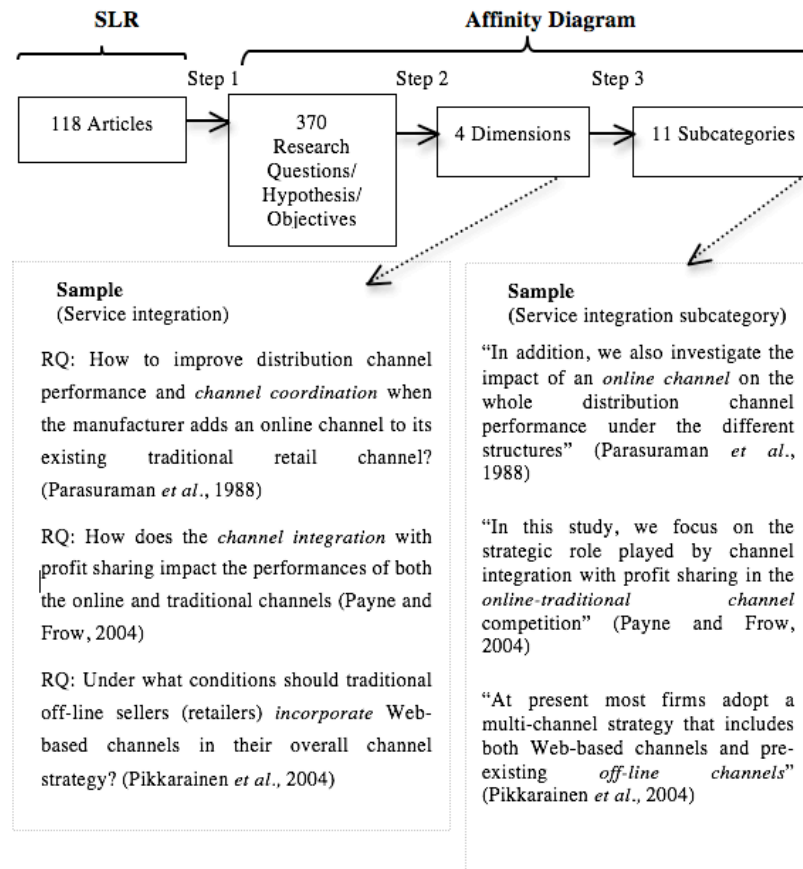 SLR
Affinity Diagram
Step 1
Step 2
Step 3
118 Articles
370
Research
Questions/
Hypothesis/
Objectives
4 Dimensions
11 Subcategories
Sample
(Service integration)
RQ: How to improve distribution channel
performance and channel coordination when
the manufacturer adds an online channel to its
existing traditional retail channel?
(Parasuraman et al., 1988)
RQ: How does the channel integration with
profit sharing impact the performances of both
the online and traditional channels (Payne and
Frow, 2004)
RQ: Under what conditions should traditional
off-line sellers (retailers) incorporate Web-
based channels in their overall channel
strategy? (Pikkarainen et al., 2004)
Sample
(Service integration subcategory)
“In addition, we also investigate the
impact of an online channel on the
whole distribution channel
performance under the different
structures” (Parasuraman et al.,
1988)
“In this study, we focus on the
strategic role played by channel
integration with profit sharing in the
online-traditional channel
competition” (Payne and Frow,
2004)
“At present most firms adopt a
multi-channel strategy that includes
both Web-based channels and pre-
existing off-line channels”
(Pikkarainen et al., 2004)